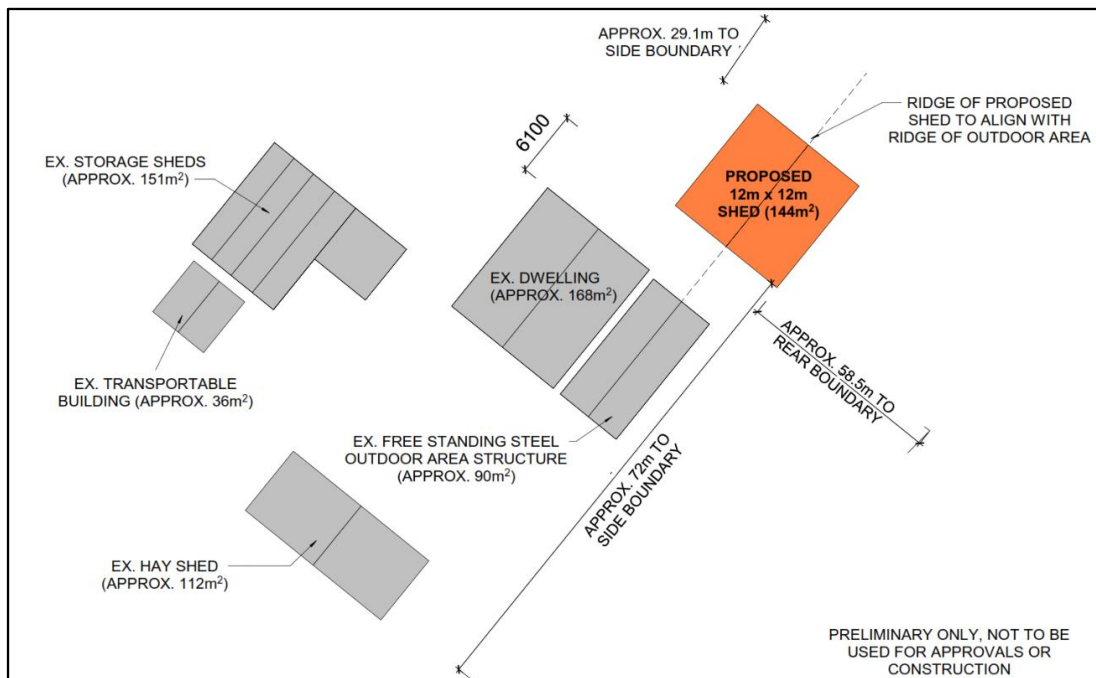 APPROX. 29.1m TO
SIDE BOUNDARY
RIDGE OF PROPOSED
SHED TO ALIGN WITH
RIDGE OF OUTDOOR AREA
6100
EX. STORAGE SHEDS
(APPROX. 151m²)
PROPOSED
12m x 12m
SHED (144m²)
EX. DWELLING
(APPROX. 168m²)
EX. TRANSPORTABLE
BUILDING (APPROX. 36m²)
APPROX. 58.5m TO
REAR BOUNDARY
EX. FREE STANDING STEEL
OUTDOOR AREA STRUCTURE
(APPROX. 90m²)
APPROX. 72m TO
SIDE BOUNDARY
EX. HAY SHED
(APPROX. 112m²)
PRELIMINARY ONLY, NOT TO BE
USED FOR APPROVALS OR
CONSTRUCTION